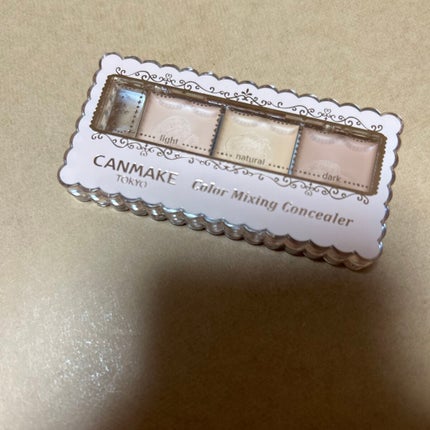 light
natural
dark
CANMAKE
TOKYO
Color Mixing Concealer